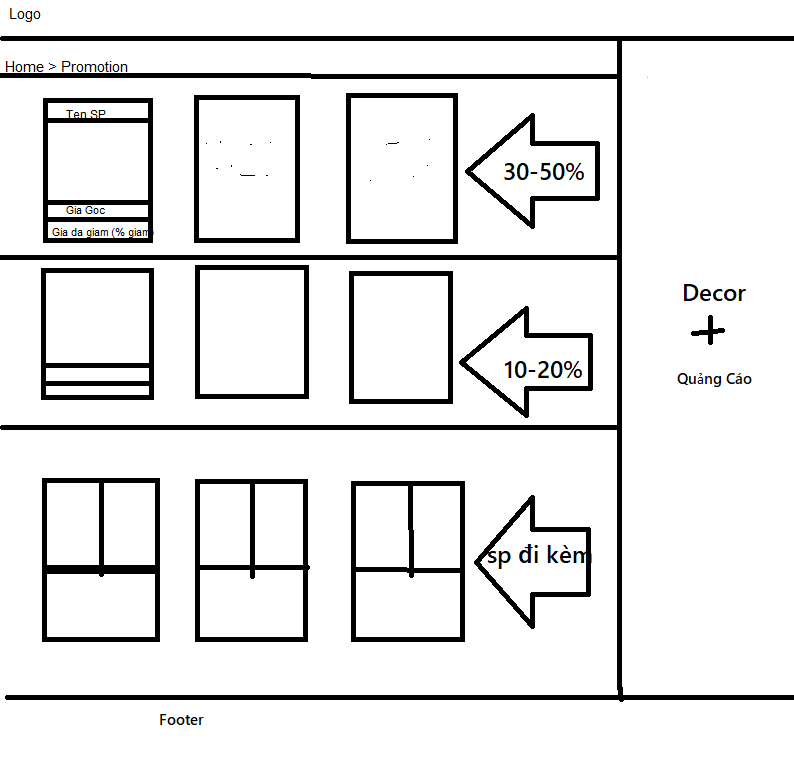 Logo
Home > Promotion
Ten SP
Gia Goc
Gia da giam (% giam)
30-50%
10-20%
Decor
+
Quảng Cáo
sp đi kèm
Footer